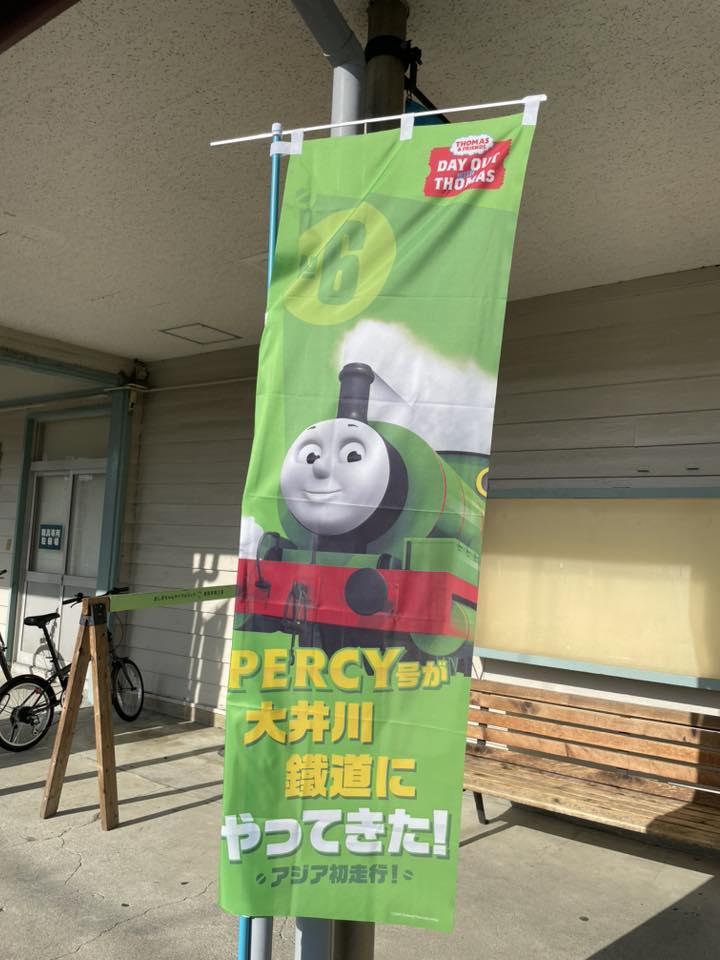 THOMAS
& FRIENDS
DAY OUT
WITH
THOMAS
6
PERCY号が
大井川
鐵道に
やってきた!
アジア初走行!